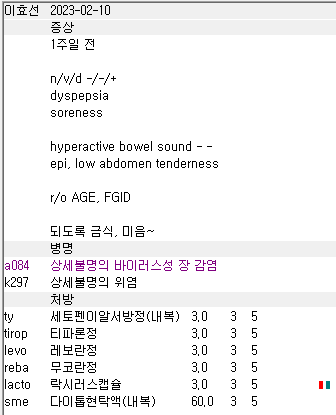 이효선 2023-02-10
증상
1주일 전
n/v/d -/-/+
dyspepsia
soreness
hyperactive bowel sound - -
epi, low abdomen tenderness
r/o AGE, FGID
되도록 금식, 미음~
병명
a084 상세불명의 바이러스성 장 감염
k297 상세불명의 위염
처방
ty 세토펜이알서방정(내복) 3,0 3 5
tirop 티파론정 3,0 3 5
levo 레보란정 3,0 3 5
reba 무코란정 3,0 3 5
lacto 락시러스캡슐 3,0 3 5
sme 다이톱현탁액(내복) 60,0 3 5